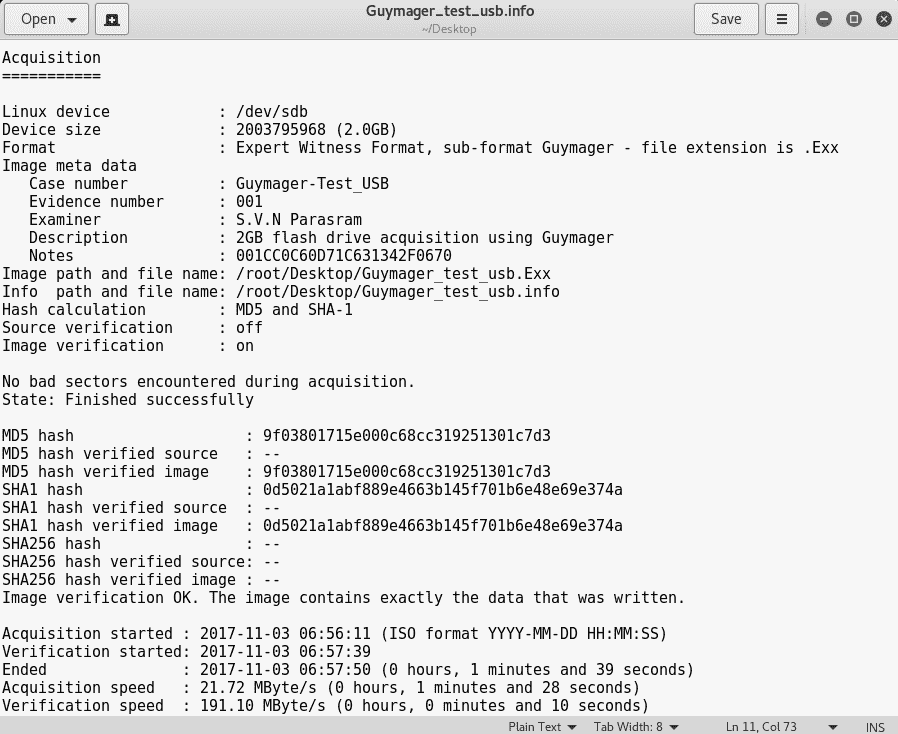 Open
Guymager_test_usb.info
~/Desktop
Save
Acquisition
===========
Linux device            : /dev/sdb
Device size             : 2003795968 (2.0GB)
Format                  : Expert Witness Format, sub-format Guymager - file extension is .Exx
Image meta data
   Case number          : Guymager-Test_USB
   Evidence number      : 001
   Examiner             : S.V.N Parasram
   Description          : 2GB flash drive acquisition using Guymager
   Notes                : 001CC0C60D71C631342F0670
Image path and file name: /root/Desktop/Guymager_test_usb.Exx
Info  path and file name: /root/Desktop/Guymager_test_usb.info
Hash calculation        : MD5 and SHA-1
Source verification     : off
Image verification      : on
No bad sectors encountered during acquisition.
State: Finished successfully
MD5 hash                   : 9f03801715e000c68cc319251301c7d3
MD5 hash verified source   : --
MD5 hash verified image    : 9f03801715e000c68cc319251301c7d3
SHA1 hash                  : 0d5021a1abf889e4663b145f701b6e48e69e374a
SHA1 hash verified source  : --
SHA1 hash verified image   : 0d5021a1abf889e4663b145f701b6e48e69e374a
SHA256 hash                : --
SHA256 hash verified source: --
SHA256 hash verified image : --
Image verification OK. The image contains exactly the data that was written.
Acquisition started : 2017-11-03 06:56:11 (ISO format YYYY-MM-DD HH:MM:SS)
Verification started: 2017-11-03 06:57:39
Ended               : 2017-11-03 06:57:50 (0 hours, 1 minutes and 39 seconds)
Acquisition speed   : 21.72 MByte/s (0 hours, 1 minutes and 28 seconds)
Verification speed  : 191.10 MByte/s (0 hours, 0 minutes and 10 seconds)
Plain Text Tab Width: 8 Ln 11, Col 73 INS